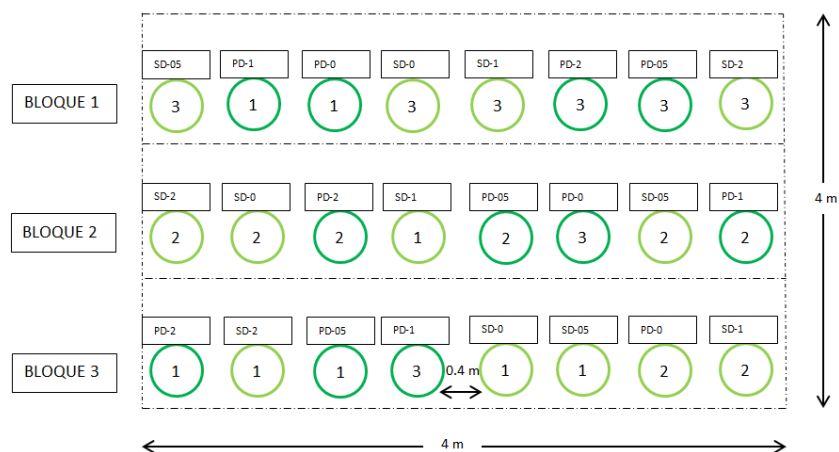 SD-05 PD-1 PD-0 SD-0 SD-1 PD-2 PD-05 SD-2
BLOQUE 1 3 1 1 3 3 3 3 3
SD-2 SD-0 PD-2 SD-1 PD-05 PD-0 SD-05 PD-1
BLOQUE 2 2 2 2 1 2 3 2 2
4 m
PD-2 SD-2 PD-05 PD-1 SD-0 SD-05 PD-0 SD-1
BLOQUE 3 1 1 1 3 0.4 m 1 1 2 2
4 m